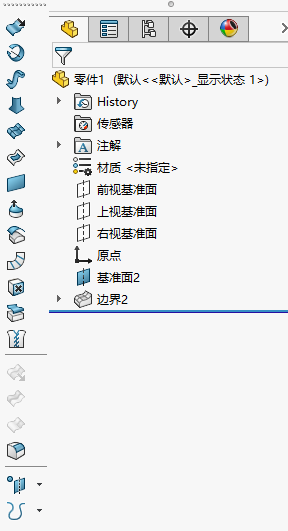 零件1 (默认<<默认>_显示状态 1>)
History
传感器
注解
材质 <未指定>
前视基准面
上视基准面
右视基准面
原点
基准面2
边界2